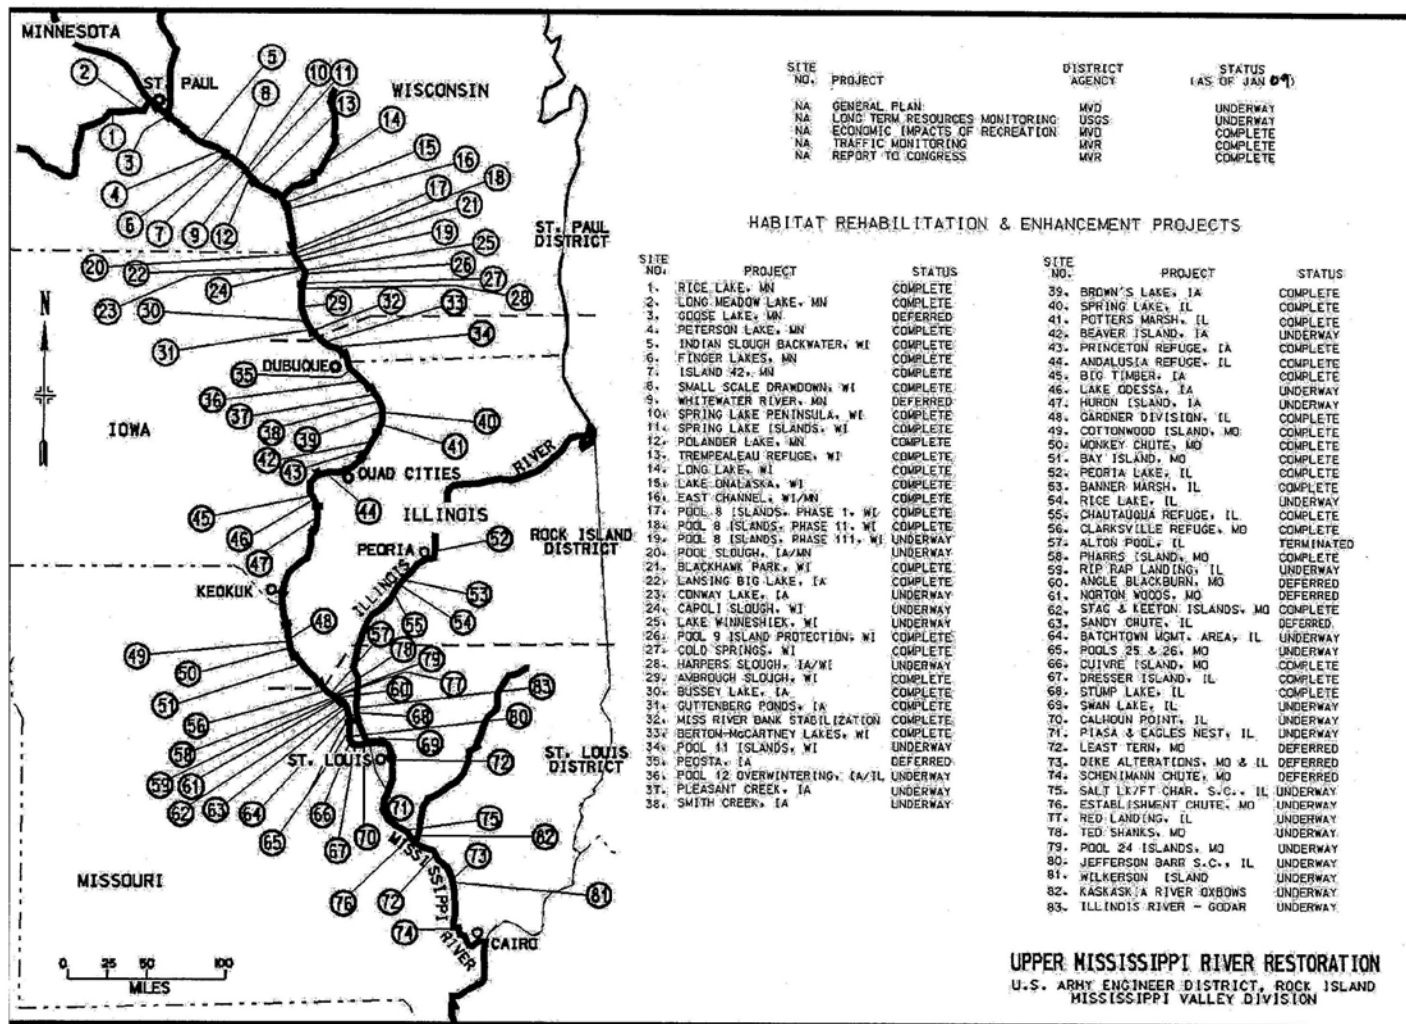 MINNESOTA
ST. PAUL
WISCONSIN
ST. PAUL
DISTRICT
N
DUBUQUE
IOWA
QUAD CITIES
RIVER
ILLINOIS
ROCK ISLAND
DISTRICT
PEORIA
ILLINOIS
KEOKUK
ST. LOUIS
ST. LOUIS
DISTRICT
MISSOURI
MISSISSIPPI
RIVER
CAIRO
0 25 50 100
MILES
SITE
NO. PROJECT DISTRICT
AGENCY STATUS
(AS OF JAN 09)
NA GENERAL PLAN MVD UNDERWAY
NA LONG TERM RESOURCES MONITORING USGS UNDERWAY
NA ECONOMIC IMPACTS OF RECREATION MVD COMPLETE
NA TRAFFIC MONITORING MVR COMPLETE
NA REPORT TO CONGRESS MVR COMPLETE
HABITAT REHABILITATION & ENHANCEMENT PROJECTS
SITE
NO. PROJECT STATUS
1. RICE LAKE, MN COMPLETE
2. LONG MEADOW LAKE, MN COMPLETE
3. GOOSE LAKE, MN DEFERRED
4. PETERSON LAKE, MN COMPLETE
5. INDIAN SLOUGH BACKWATER, WI COMPLETE
6. FINGER LAKES, MN COMPLETE
7. ISLAND 42, MN COMPLETE
8. SMALL SCALE DRAWDOWN, WI COMPLETE
9. WHITEWATER RIVER, MN DEFERRED
10. SPRING LAKE PENINSULA, WI COMPLETE
11. SPRING LAKE ISLANDS, WI COMPLETE
12. POLANDER LAKE, MN COMPLETE
13. TREMPEALEAU REFUGE, WI COMPLETE
14. LONG LAKE, WI COMPLETE
15. LAKE ONALASKA, WI COMPLETE
16. EAST CHANNEL, WI/MN COMPLETE
17. POOL 8 ISLANDS, PHASE 1, WI COMPLETE
18. POOL 8 ISLANDS, PHASE 11, WI COMPLETE
19. POOL 8 ISLANDS, PHASE 111, WI UNDERWAY
20. POOL SLOUGH, IA/MN COMPLETE
21. BLACKHAWK PARK, WI COMPLETE
22. LANSING BIG LAKE, IA COMPLETE
23. CONWAY LAKE, IA UNDERWAY
24. CAPOLI SLOUGH, WI UNDERWAY
25. LAKE WINNESHIEK, WI UNDERWAY
26. POOL 9 ISLAND PROTECTION, WI COMPLETE
27. COLD SPRINGS, WI COMPLETE
28. HARPERS SLOUGH, IA/WI UNDERWAY
29. AMBROUGH SLOUGH, WI COMPLETE
30. BUSSEY LAKE, IA COMPLETE
31. GUTTENBERG PONDS, IA COMPLETE
32. MISS RIVER BANK STABILIZATION COMPLETE
33. BERTOM-McCARTNEY LAKES, WI COMPLETE
34. POOL 11 ISLANDS, WI UNDERWAY
35. PEOSTA, IA DEFERRED
36. POOL 12 OVERWINTERING, IA/IL UNDERWAY
37. PLEASANT CREEK, IA UNDERWAY
38. SMITH CREEK, IA UNDERWAY
SITE
NO. PROJECT STATUS
39. BROWN'S LAKE, IA COMPLETE
40. SPRING LAKE, IL COMPLETE
41. POTTERS MARSH, IL COMPLETE
42. BEAVER ISLAND, IA UNDERWAY
43. PRINCETON REFUGE, IA COMPLETE
44. ANDALUSIA REFUGE, IL COMPLETE
45. BIG TIMBER, IA COMPLETE
46. LAKE ODESSA, IA UNDERWAY
47. HURON ISLAND, IA UNDERWAY
48. GARDNER DIVISION, IL COMPLETE
49. COTTONWOOD ISLAND, MO COMPLETE
50. MONKEY CHUTE, MO COMPLETE
51. BAY ISLAND, MO COMPLETE
52. PEORIA LAKE, IL COMPLETE
53. BANNER MARSH, IL COMPLETE
54. RICE LAKE, IL UNDERWAY
55. CHAUTAUQUA REFUGE, IL COMPLETE
56. CLARKSVILLE REFUGE, MO COMPLETE
57. ALTON POOL, IL TERMINATED
58. PHARRS ISLAND, MO COMPLETE
59. RIP RAP LANDING, IL UNDERWAY
60. ANGLE BLACKBURN, MO DEFERRED
61. NORTON WOODS, MO DEFERRED
62. STAG & KEETON ISLANDS, MO COMPLETE
63. SANDY CHUTE, IL DEFERRED
64. BATCHTOWN MGMT. AREA, IL UNDERWAY
65. POOLS 25 & 26, MO UNDERWAY
66. CUIVRE ISLAND, MO COMPLETE
67. DRESSER ISLAND, IL COMPLETE
68. STUMP LAKE, IL COMPLETE
69. SWAN LAKE, IL UNDERWAY
70. CALHOUN POINT, IL UNDERWAY
71. PIASA & EAGLES NEST, IL UNDERWAY
72. LEAST TERN, MO DEFERRED
73. DIKE ALTERATIONS, MO & IL DEFERRED
74. SCHENIMANN CHUTE, MO DEFERRED
75. SALT LK/FT CHAR. S.C., IL UNDERWAY
76. ESTABLISHMENT CHUTE, MO UNDERWAY
77. RED LANDING, IL UNDERWAY
78. TED SHANKS, MO UNDERWAY
79. POOL 24 ISLANDS, MO UNDERWAY
80. JEFFERSON BARR S.C., IL UNDERWAY
81. WILKERSON ISLAND UNDERWAY
82. KASKASKIA RIVER OXBOWS UNDERWAY
83. ILLINOIS RIVER - GODAR UNDERWAY
UPPER MISSISSIPPI RIVER RESTORATION
U.S. ARMY ENGINEER DISTRICT, ROCK ISLAND
MISSISSIPPI VALLEY DIVISION